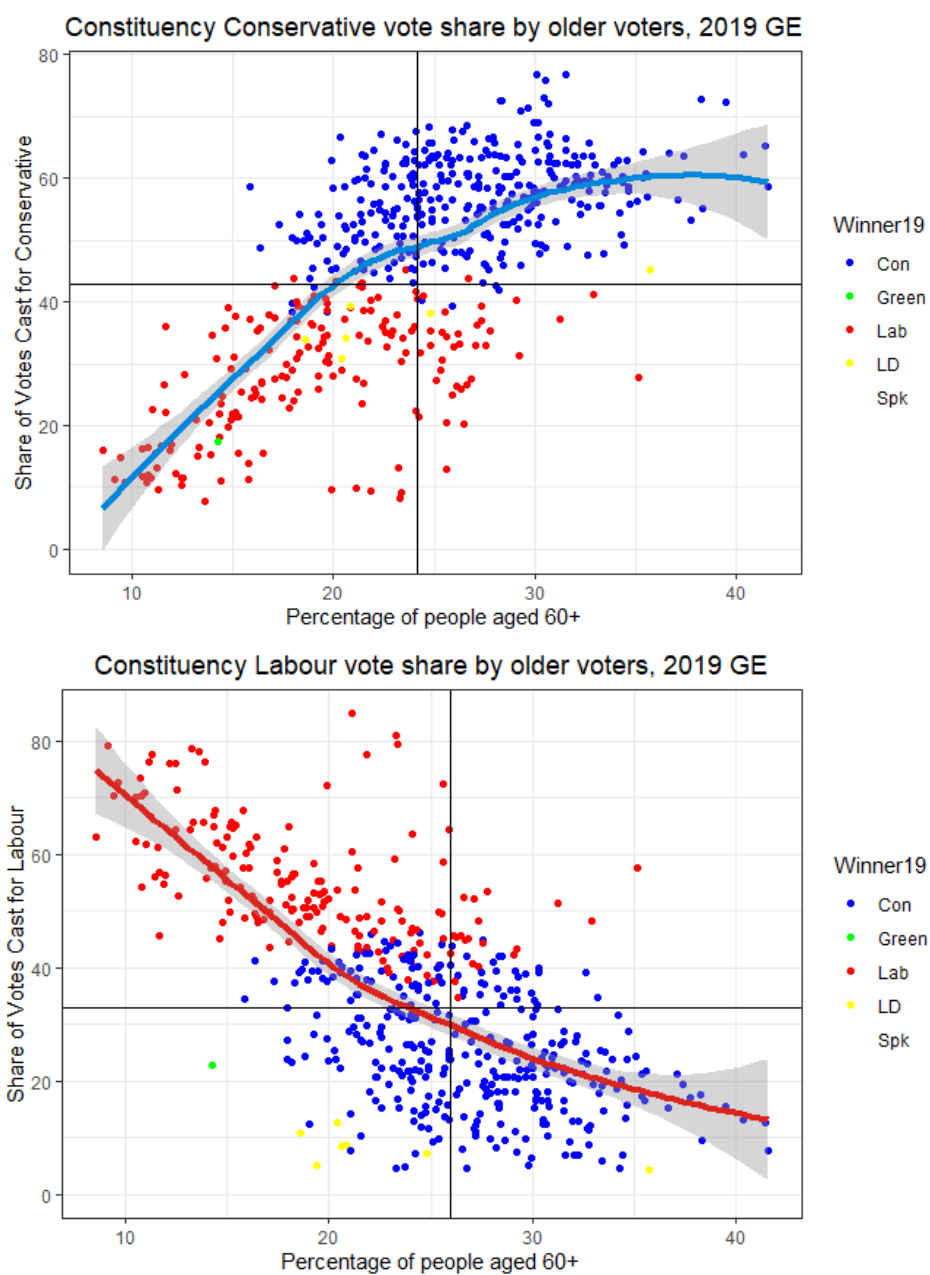 Constituency Conservative vote share by older voters, 2019 GE
Share of Votes Cast for Conservative
80
60
40
20
0
10 20 30 40
Percentage of people aged 60+
Winner19
Con
Green
Lab
LD
Spk
Constituency Labour vote share by older voters, 2019 GE
Share of Votes Cast for Labour
80
60
40
20
0
10 20 30 40
Percentage of people aged 60+
Winner19
Con
Green
Lab
LD
Spk